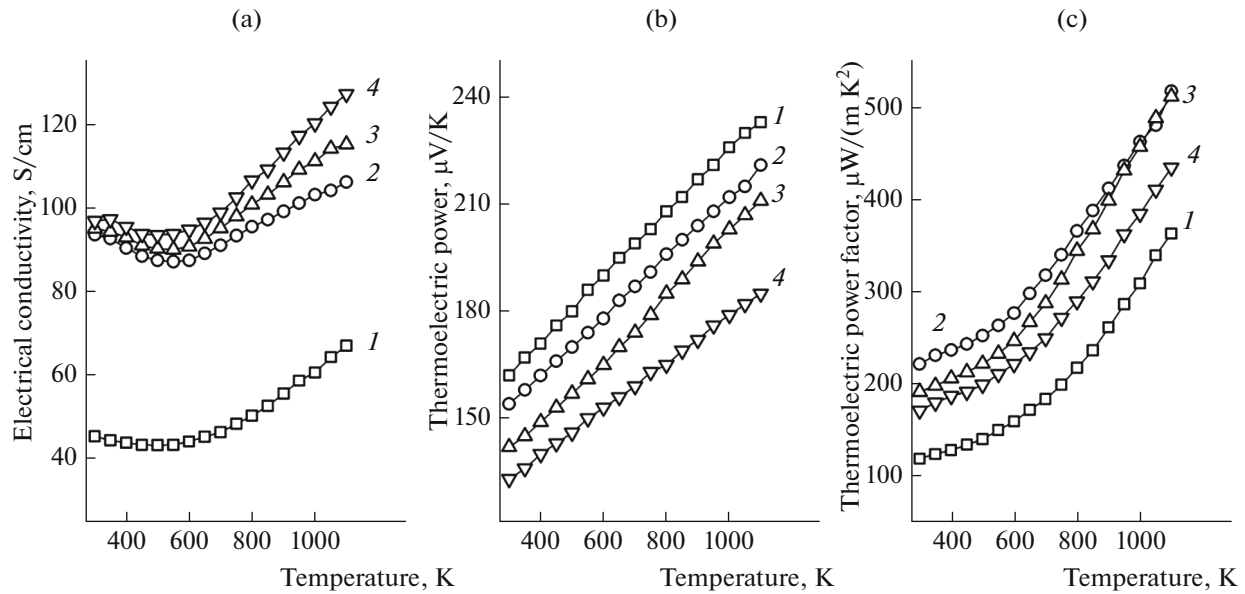 (a)
Electrical conductivity, S/cm
120
100
80
60
40
4
3
2
1
400 600 800 1000
Temperature, K
(b)
Thermoelectric power, µV/K
240
210
180
150
1
2
3
4
400 600 800 1000
Temperature, K
(c)
Thermoelectric power factor, µW/(m K²)
500
400
300
200
100
3
4
1
2
400 600 800 1000
Temperature, K